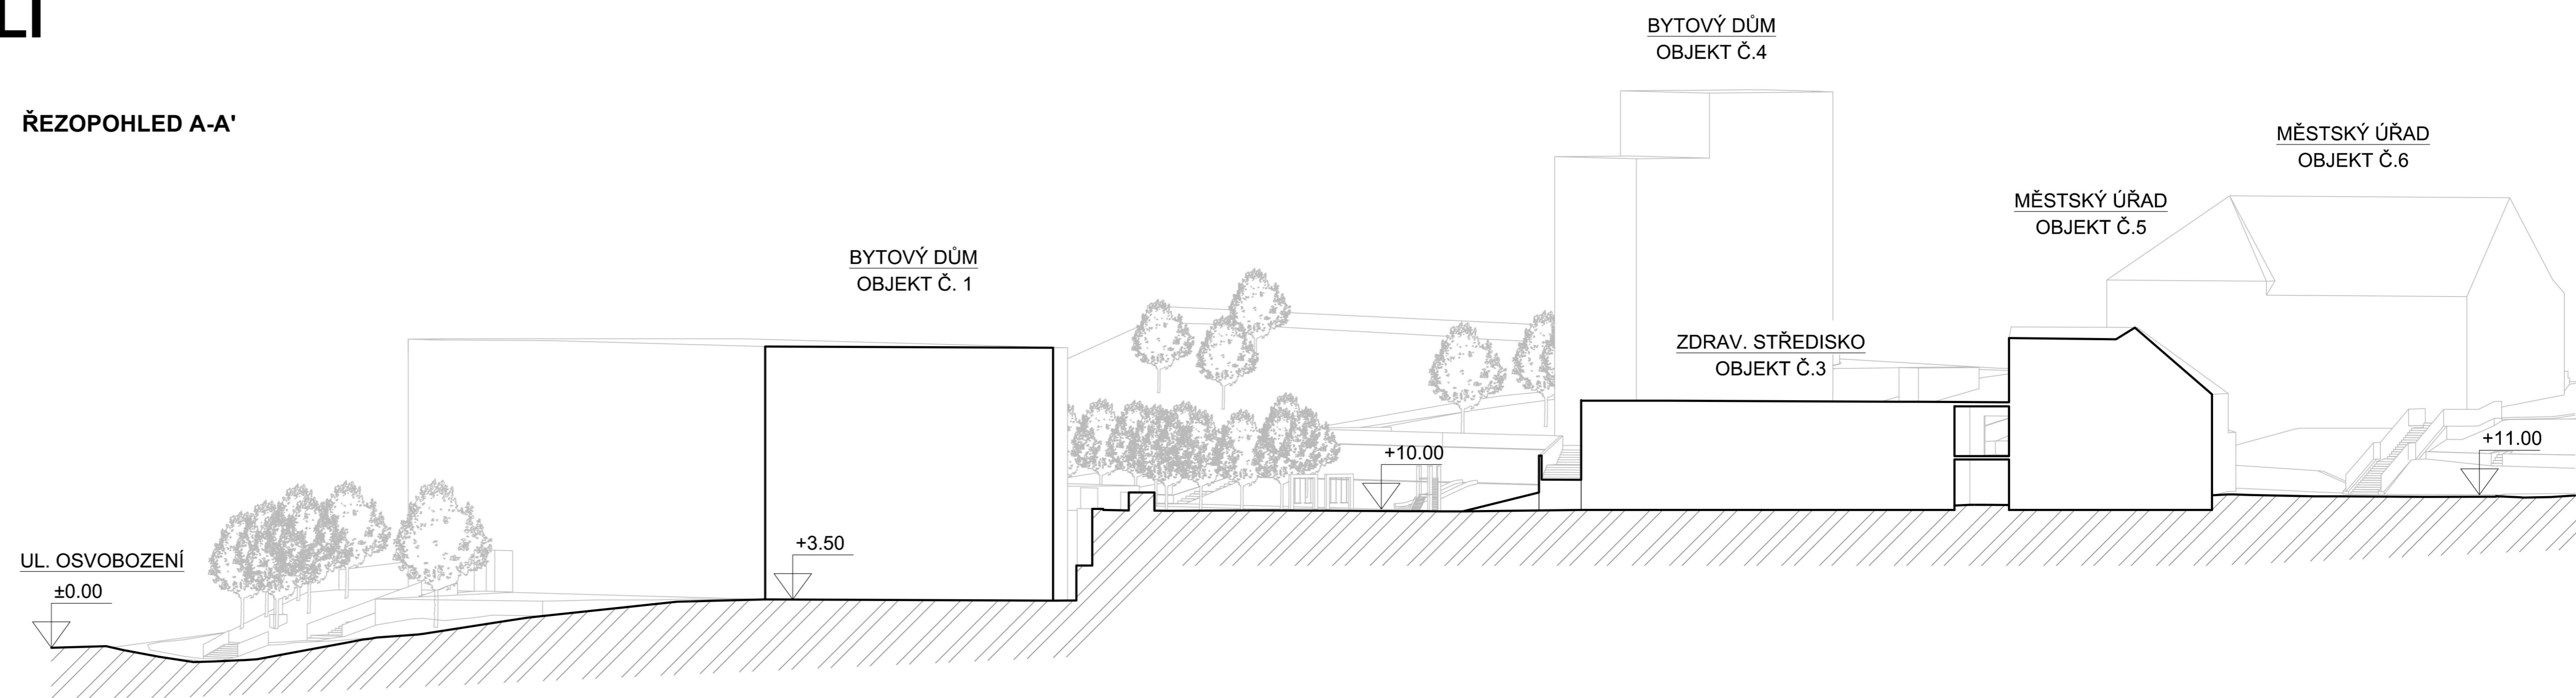 ŘEZOPOHLED A-A'
BYTOVÝ DŮM
OBJEKT Č.4
MĚSTSKÝ ÚŘAD
OBJEKT Č.6
MĚSTSKÝ ÚŘAD
OBJEKT Č.5
BYTOVÝ DŮM
OBJEKT Č. 1
ZDRAV. STŘEDISKO
OBJEKT Č.3
+11.00
+10.00
+3.50
UL. OSVOBOZENÍ
±0.00